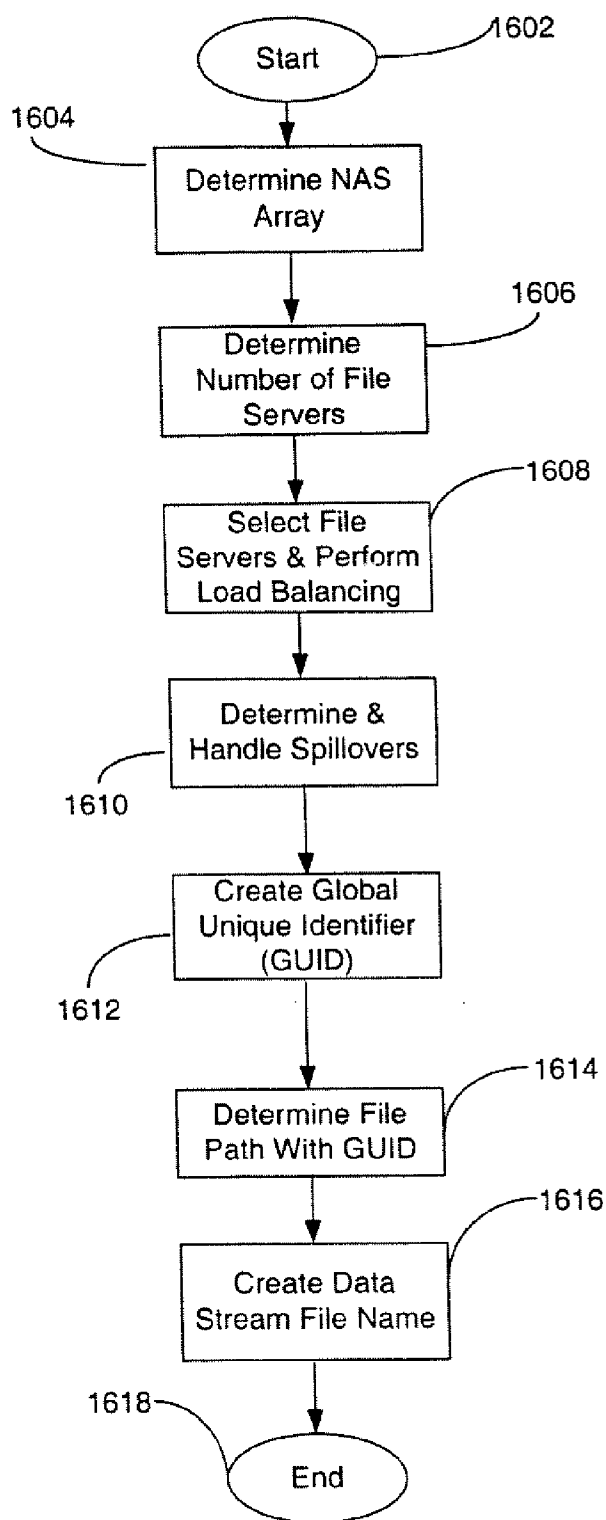 1602
Start
1604
Determine NAS
Array
1606
Determine
Number of File
Servers
1608
Select File
Servers & Perform
Load Balancing
Determine &
Handle Spillovers
1610
Create Global
Unique Identifier
(GUID)
1612
1614
Determine File
Path With GUID
1616
Create Data
Stream File Name
1618
End